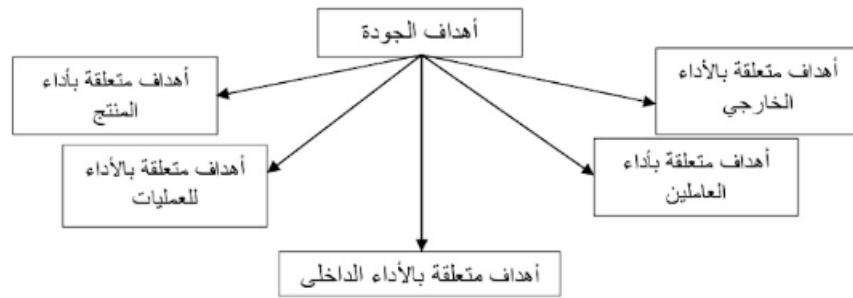 أهداف الجودة
أهداف متعلقة بالأداء
الخارجي
أهداف متعلقة بأداء
المنتج
أهداف متعلقة بأداء
العاملين
أهداف متعلقة بالأداء
للعمليات
أهداف متعلقة بالأداء الداخلى